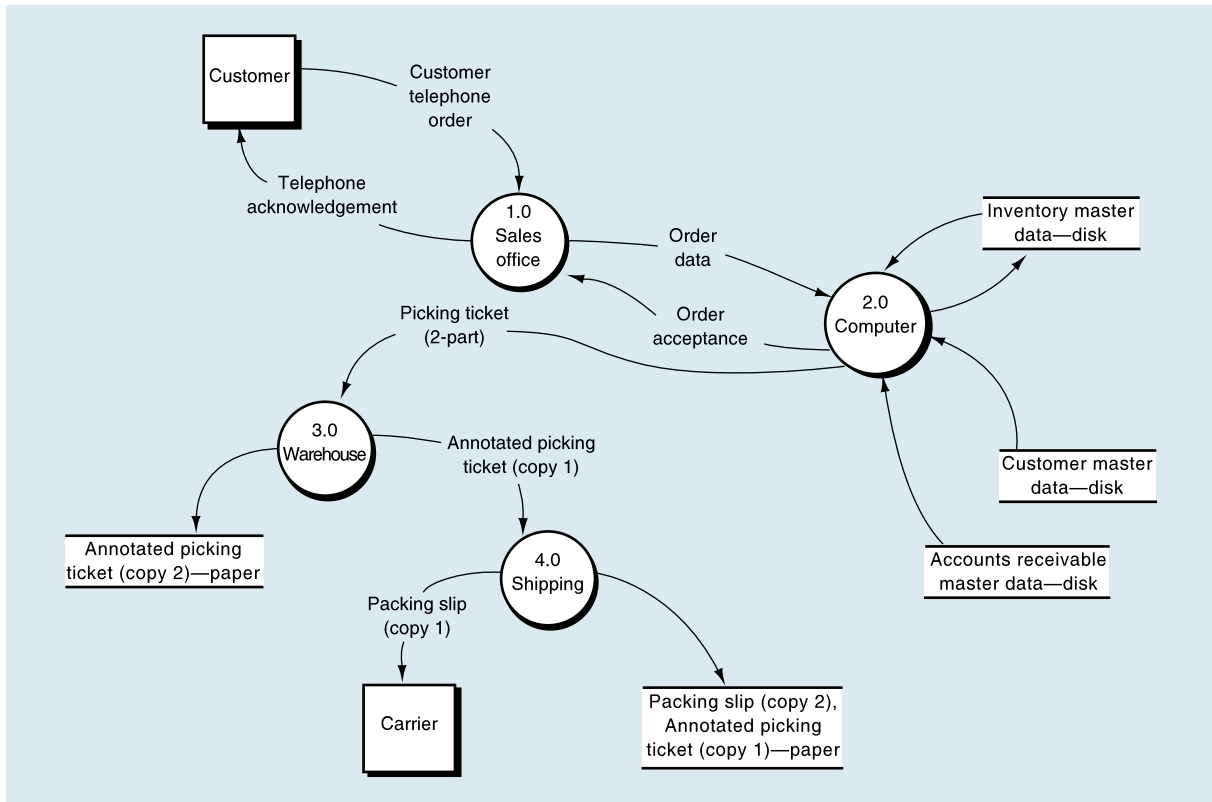 Customer
Customer
telephone
order
Telephone
acknowledgement
1.0
Sales
office
Order
data
Inventory master
data—disk
2.0
Computer
Order
acceptance
Picking ticket
(2-part)
3.0
Warehouse
Annotated picking
ticket (copy 1)
Customer master
data—disk
Annotated picking
ticket (copy 2)—paper
4.0
Shipping
Accounts receivable
master data—disk
Packing slip
(copy 1)
Carrier
Packing slip (copy 2),
Annotated picking
ticket (copy 1)—paper